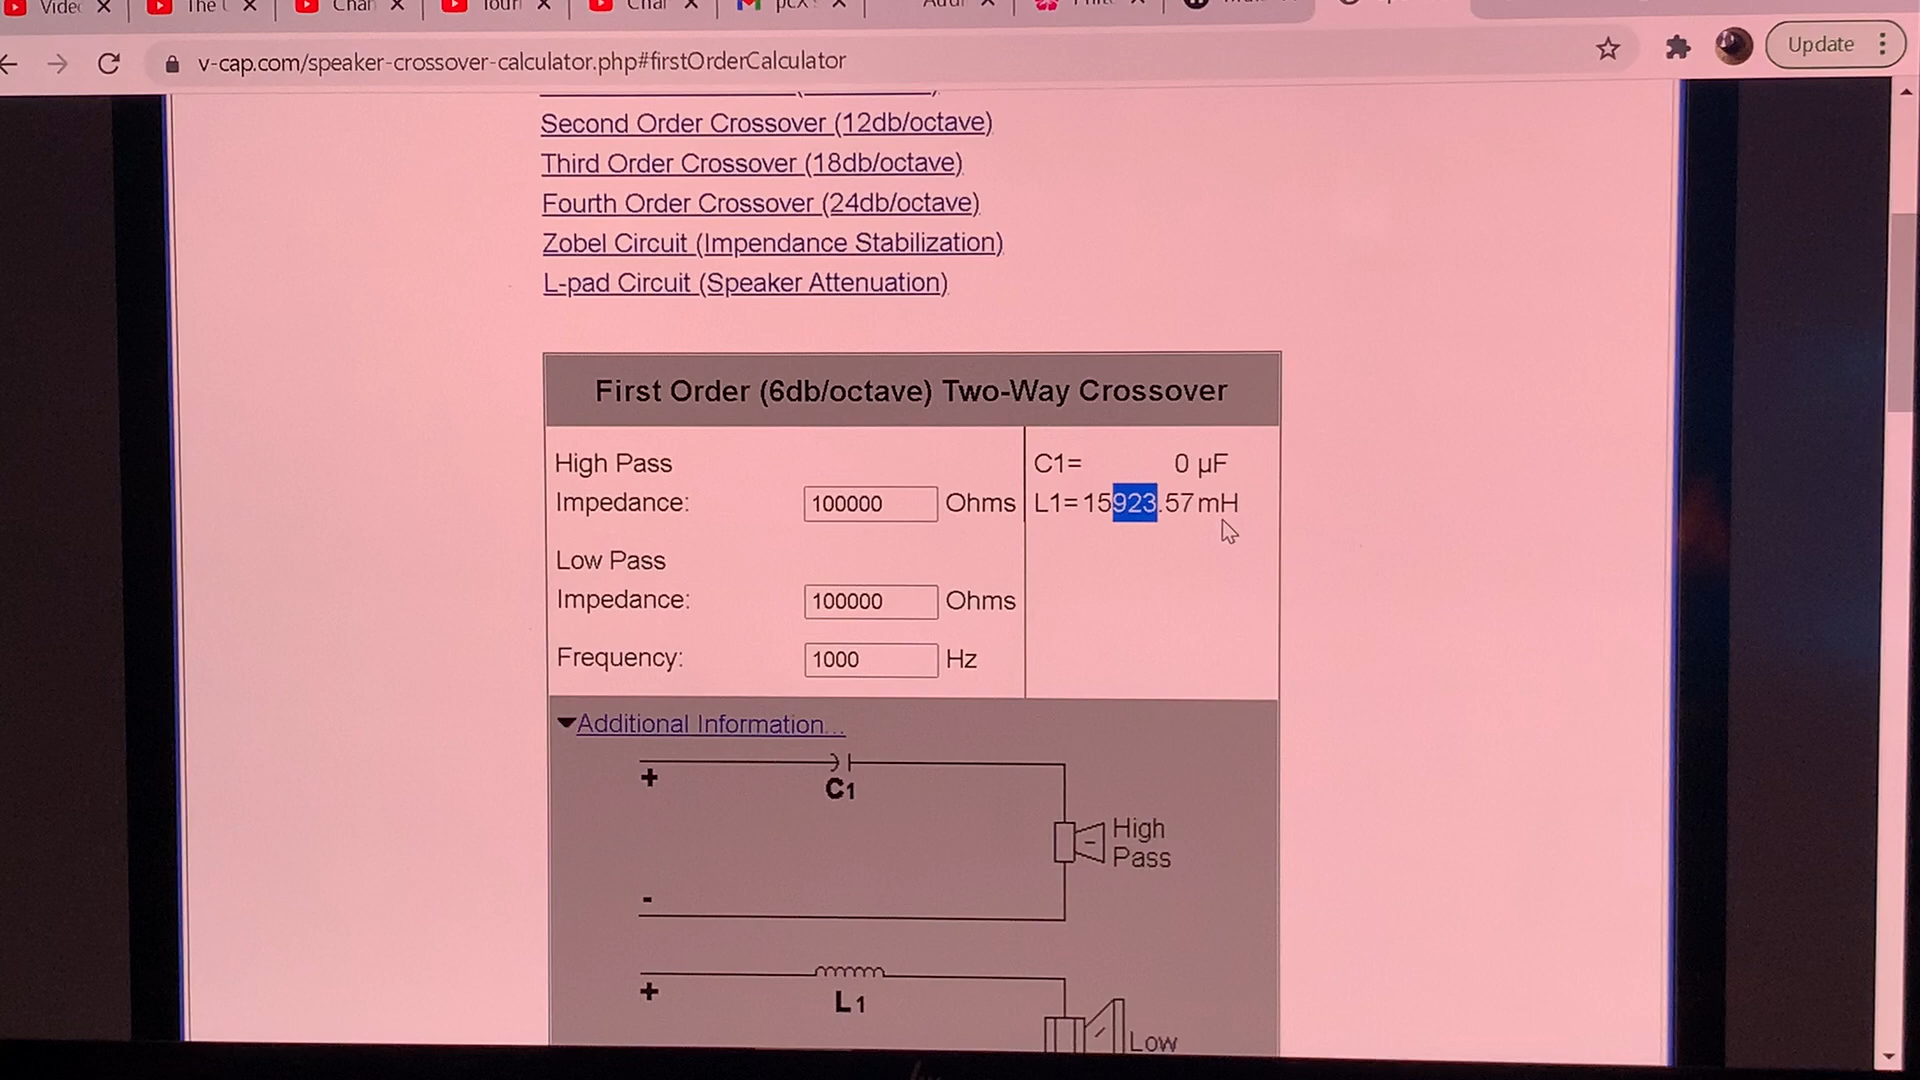 Update
v-cap.com/speaker-crossover-calculator.php#firstOrderCalculator
Second Order Crossover (12db/octave)
Third Order Crossover (18db/octave)
Fourth Order Crossover (24db/octave)
Zobel Circuit (Impendance Stabilization)
L-pad Circuit (Speaker Attenuation)
First Order (6db/octave) Two-Way Crossover
High Pass
Impedance: 100000 Ohms
C1= 0 µF
L1=15923.57mH
Low Pass
Impedance: 100000 Ohms
Frequency: 1000 Hz
Additional Information...
+
C1
High
Pass
-
+
L1
Low